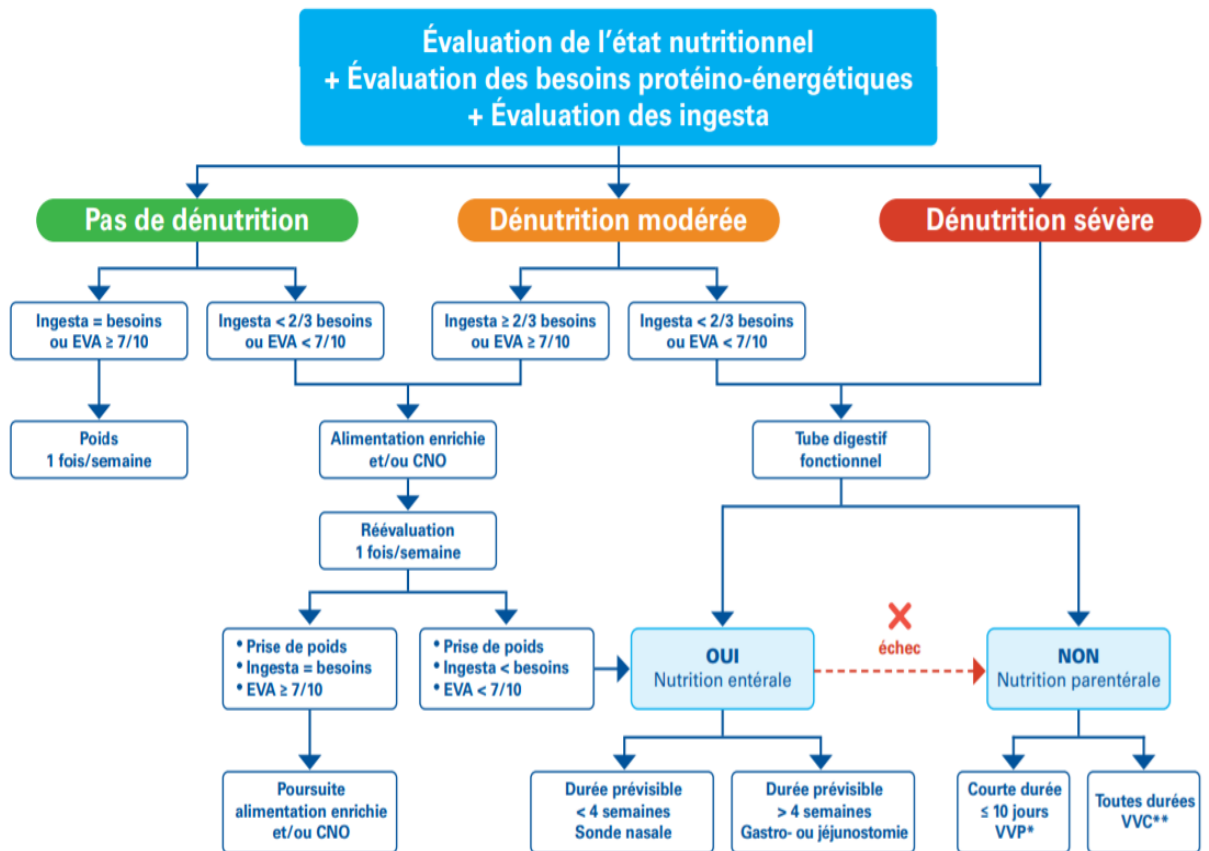 Évaluation de l'état nutritionnel
+ Évaluation des besoins protéino-énergétiques
+ Évaluation des ingesta
Pas de dénutrition
Dénutrition modérée
Dénutrition sévère
Ingesta = besoins
ou EVA ≥ 7/10
Ingesta < 2/3 besoins
ou EVA < 7/10
Ingesta ≥ 2/3 besoins
ou EVA ≥ 7/10
Ingesta < 2/3 besoins
ou EVA < 7/10
Poids
1 fois/semaine
Alimentation enrichie
et/ou CNO
Tube digestif
fonctionnel
Réévaluation
1 fois/semaine
• Prise de poids
• Ingesta = besoins
• EVA ≥ 7/10
• Prise de poids
• Ingesta < besoins
• EVA < 7/10
OUI
Nutrition entérale
échec
NON
Nutrition parentérale
Poursuite
alimentation enrichie
et/ou CNO
Durée prévisible
< 4 semaines
Sonde nasale
Durée prévisible
> 4 semaines
Gastro- ou jéjunostomie
Courte durée
≤ 10 jours
VVP*
Toutes durées
VVC**